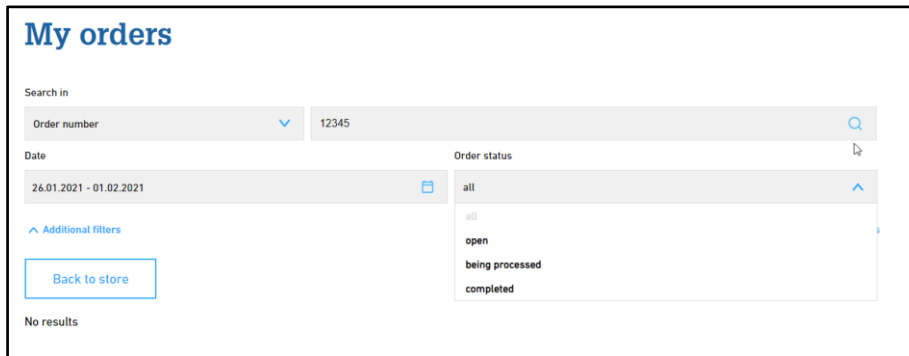 My orders
Search in
Order number
12345
Date
Order status
26.01.2021 - 01.02.2021
all
all
Additional filters
open
being processed
Back to store
completed
No results